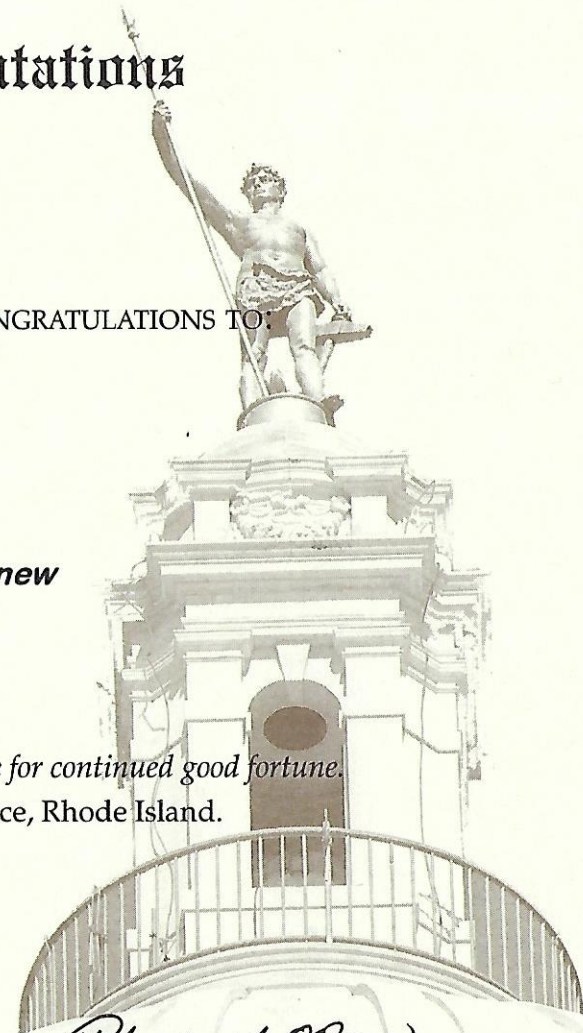 tations
NGRATULATIONS TO:
new
e for continued good fortune.
ce, Rhode Island.